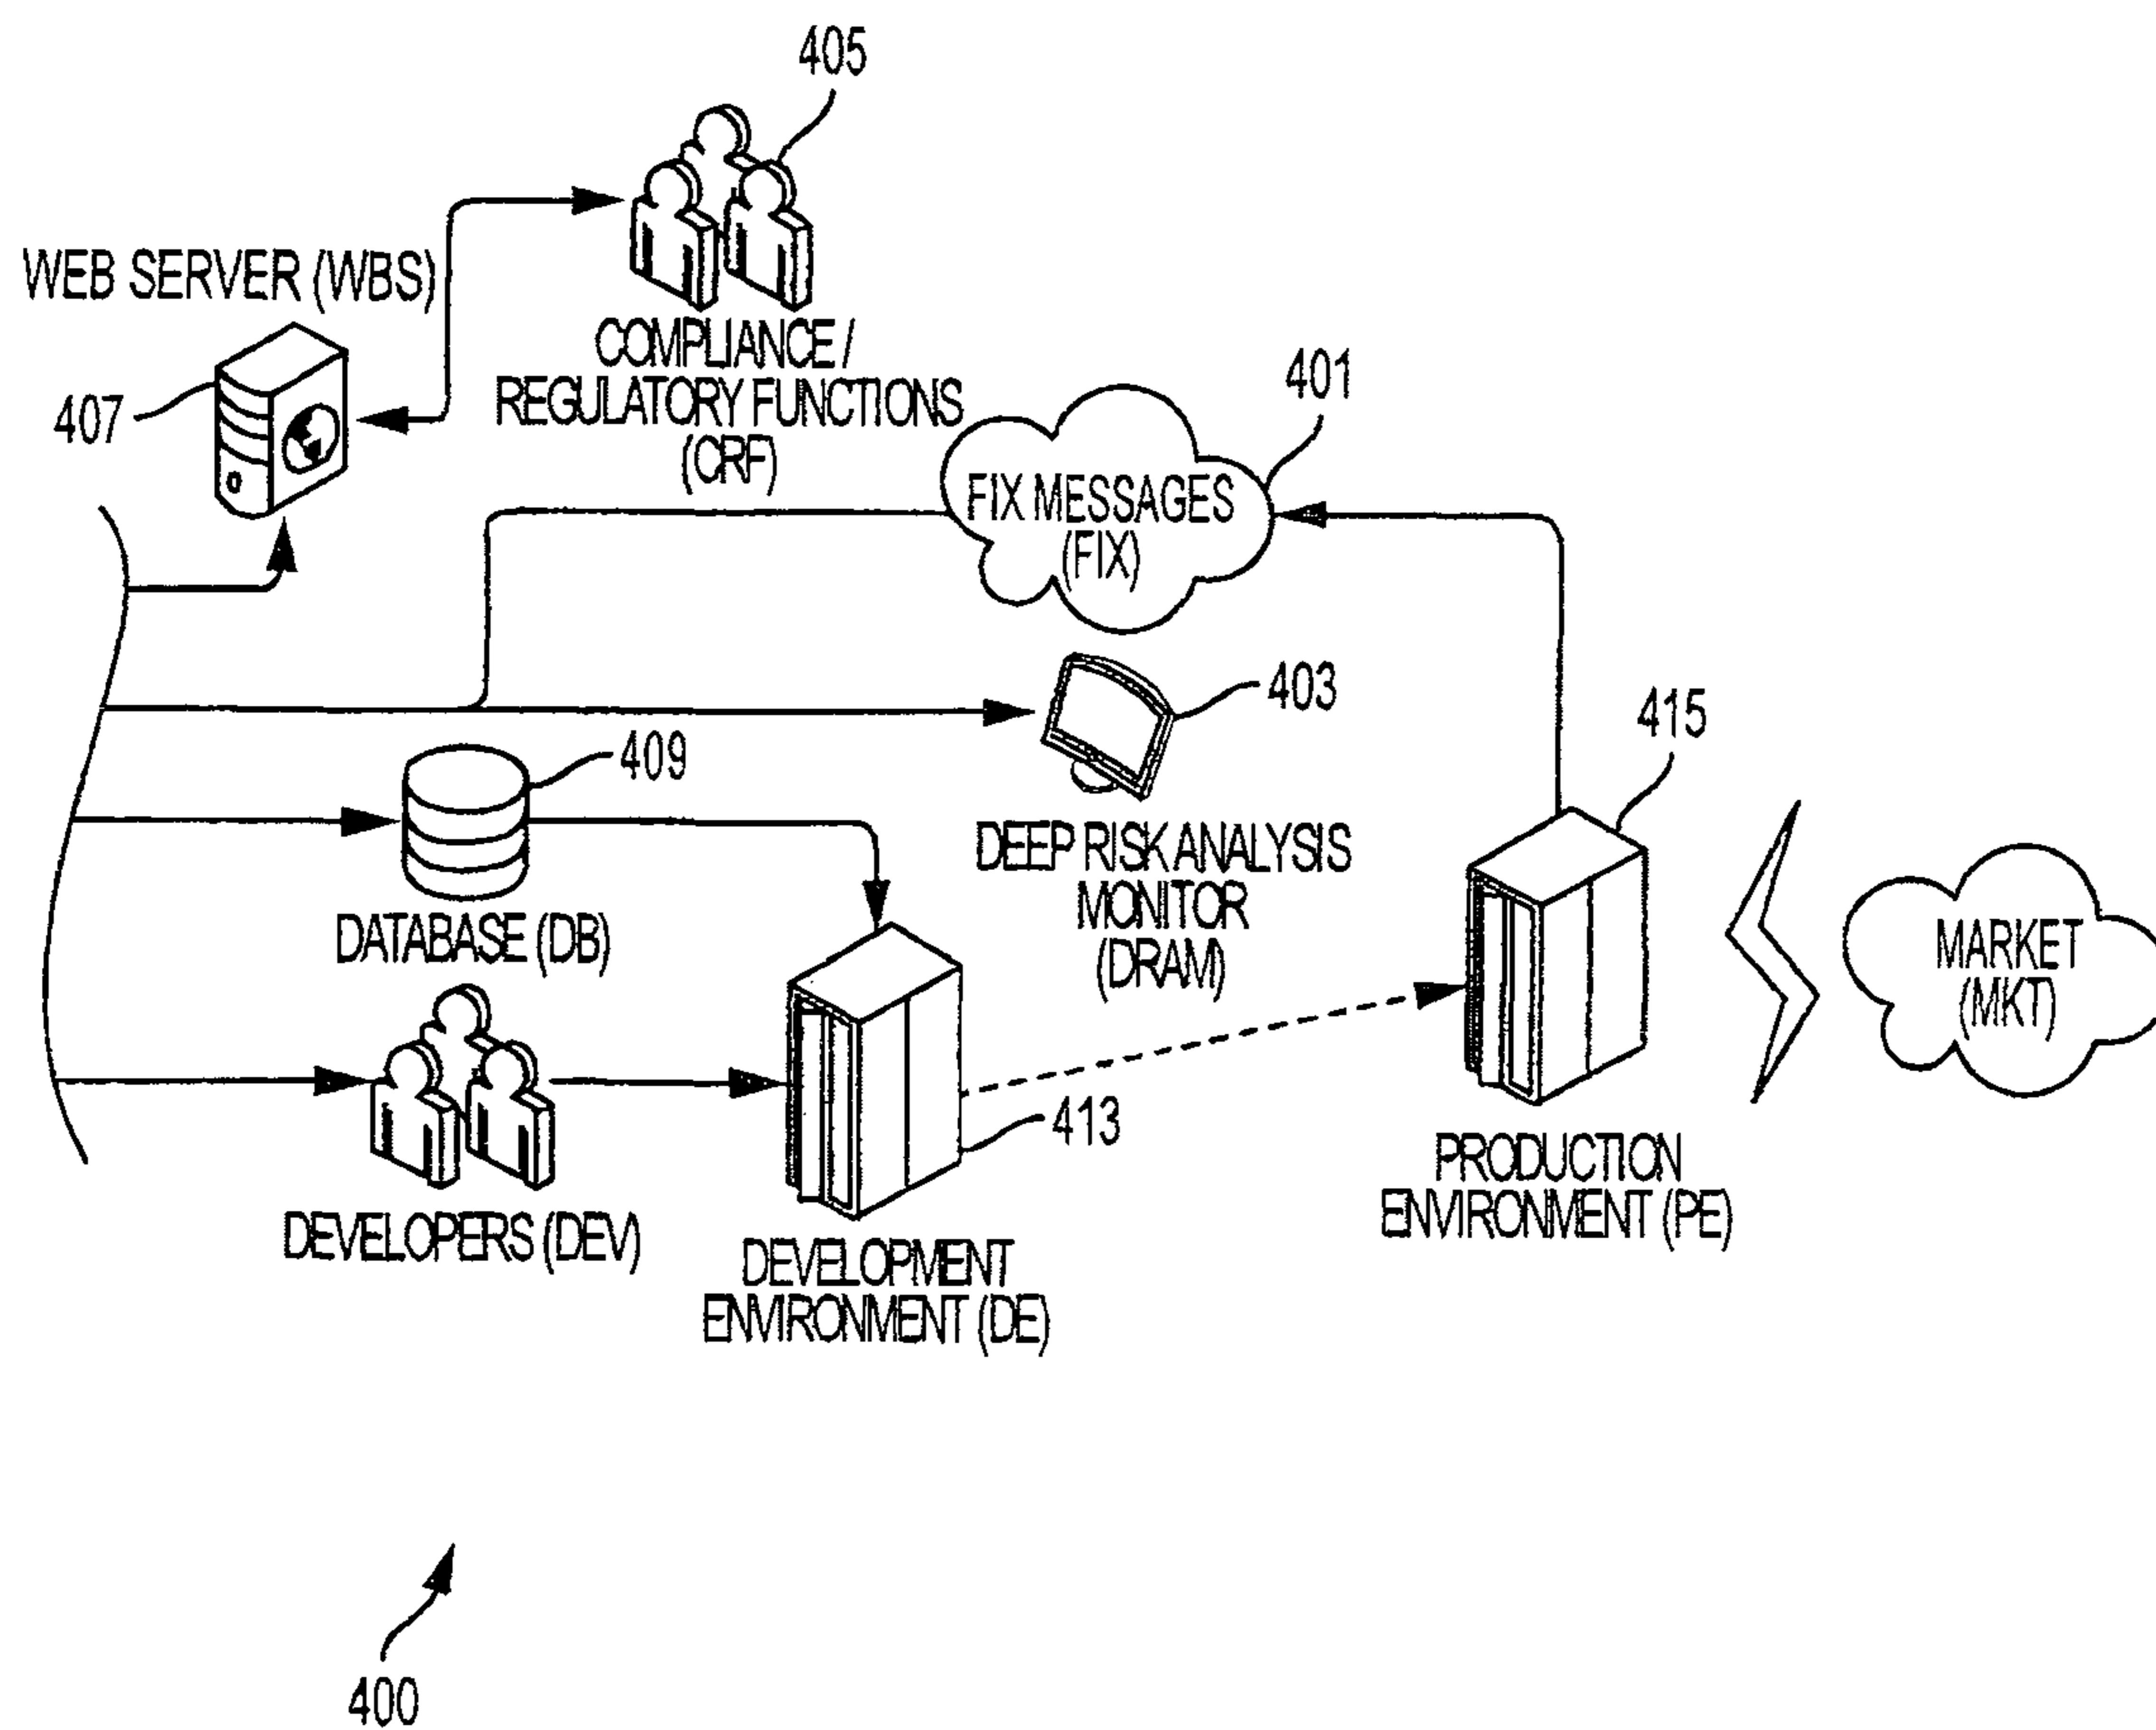 405
WEB SERVER (WBS)
407
COMPLIANCE /
REGULATORY FUNCTIONS
(CRF)
401
FIX MESSAGES
(FIX)
403
415
409
DEEP RISK ANALYSIS
MONITOR
(DRAM)
DATABASE (DB)
MARKET
(MKT)
413
PRODUCTION
ENVIRONMENT (PE)
DEVELOPERS (DEV)
DEVELOPMENT
ENVIRONMENT (DE)
400